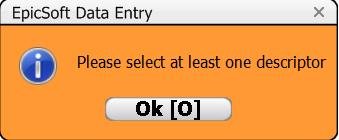 EpicSoft Data Entry
Please select at least one descriptor
Ok [O]